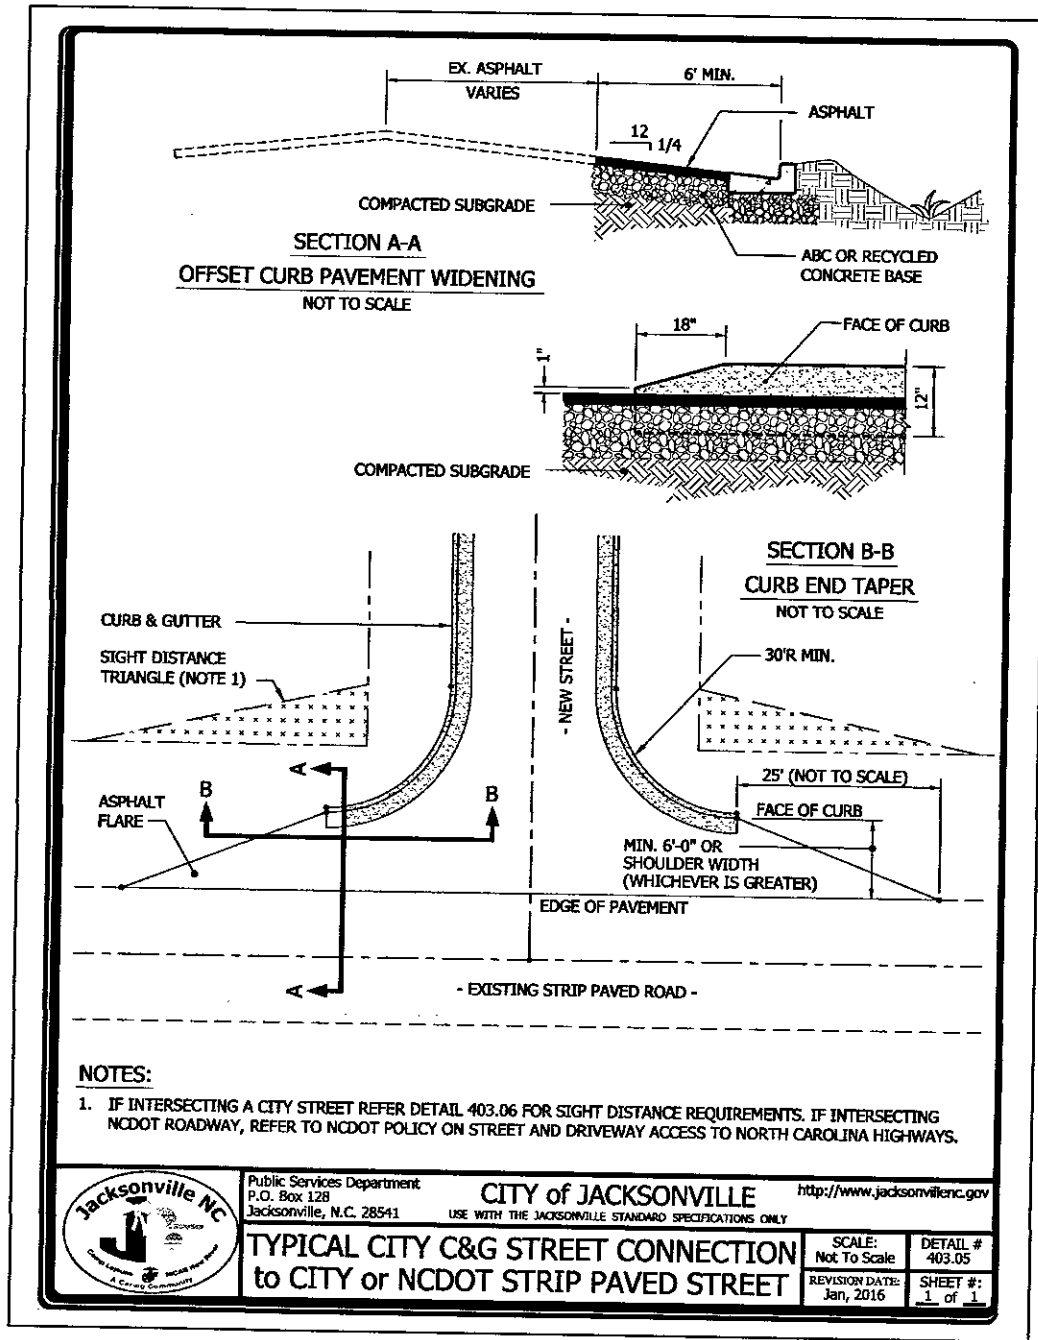 EX. ASPHALT
VARIES
6' MIN.
ASPHALT
12
1/4
COMPACTED SUBGRADE
SECTION A-A
OFFSET CURB PAVEMENT WIDENING
NOT TO SCALE
ABC OR RECYCLED
CONCRETE BASE
18"
FACE OF CURB
1"
12"
COMPACTED SUBGRADE
SECTION B-B
CURB END TAPER
NOT TO SCALE
CURB & GUTTER
SIGHT DISTANCE
TRIANGLE (NOTE 1)
- NEW STREET -
30'R MIN.
A
B
B
ASPHALT
FLARE
25' (NOT TO SCALE)
FACE OF CURB
MIN. 6'-0" OR
SHOULDER WIDTH
(WHICHEVER IS GREATER)
EDGE OF PAVEMENT
A
- EXISTING STRIP PAVED ROAD -
NOTES:
1. IF INTERSECTING A CITY STREET REFER DETAIL 403.06 FOR SIGHT DISTANCE REQUIREMENTS. IF INTERSECTING
NCDOT ROADWAY, REFER TO NCDOT POLICY ON STREET AND DRIVEWAY ACCESS TO NORTH CAROLINA HIGHWAYS.
Jacksonville NC
A Caring Community
Public Services Department
P.O. Box 128
Jacksonville, N.C. 28541
CITY of JACKSONVILLE
USE WITH THE JACKSONVILLE STANDARD SPECIFICATIONS ONLY
http://www.jacksonvillenc.gov
TYPICAL CITY C&G STREET CONNECTION
to CITY or NCDOT STRIP PAVED STREET
SCALE:
Not To Scale
DETAIL #
403.05
REVISION DATE:
Jan, 2016
SHEET #:
1 of 1